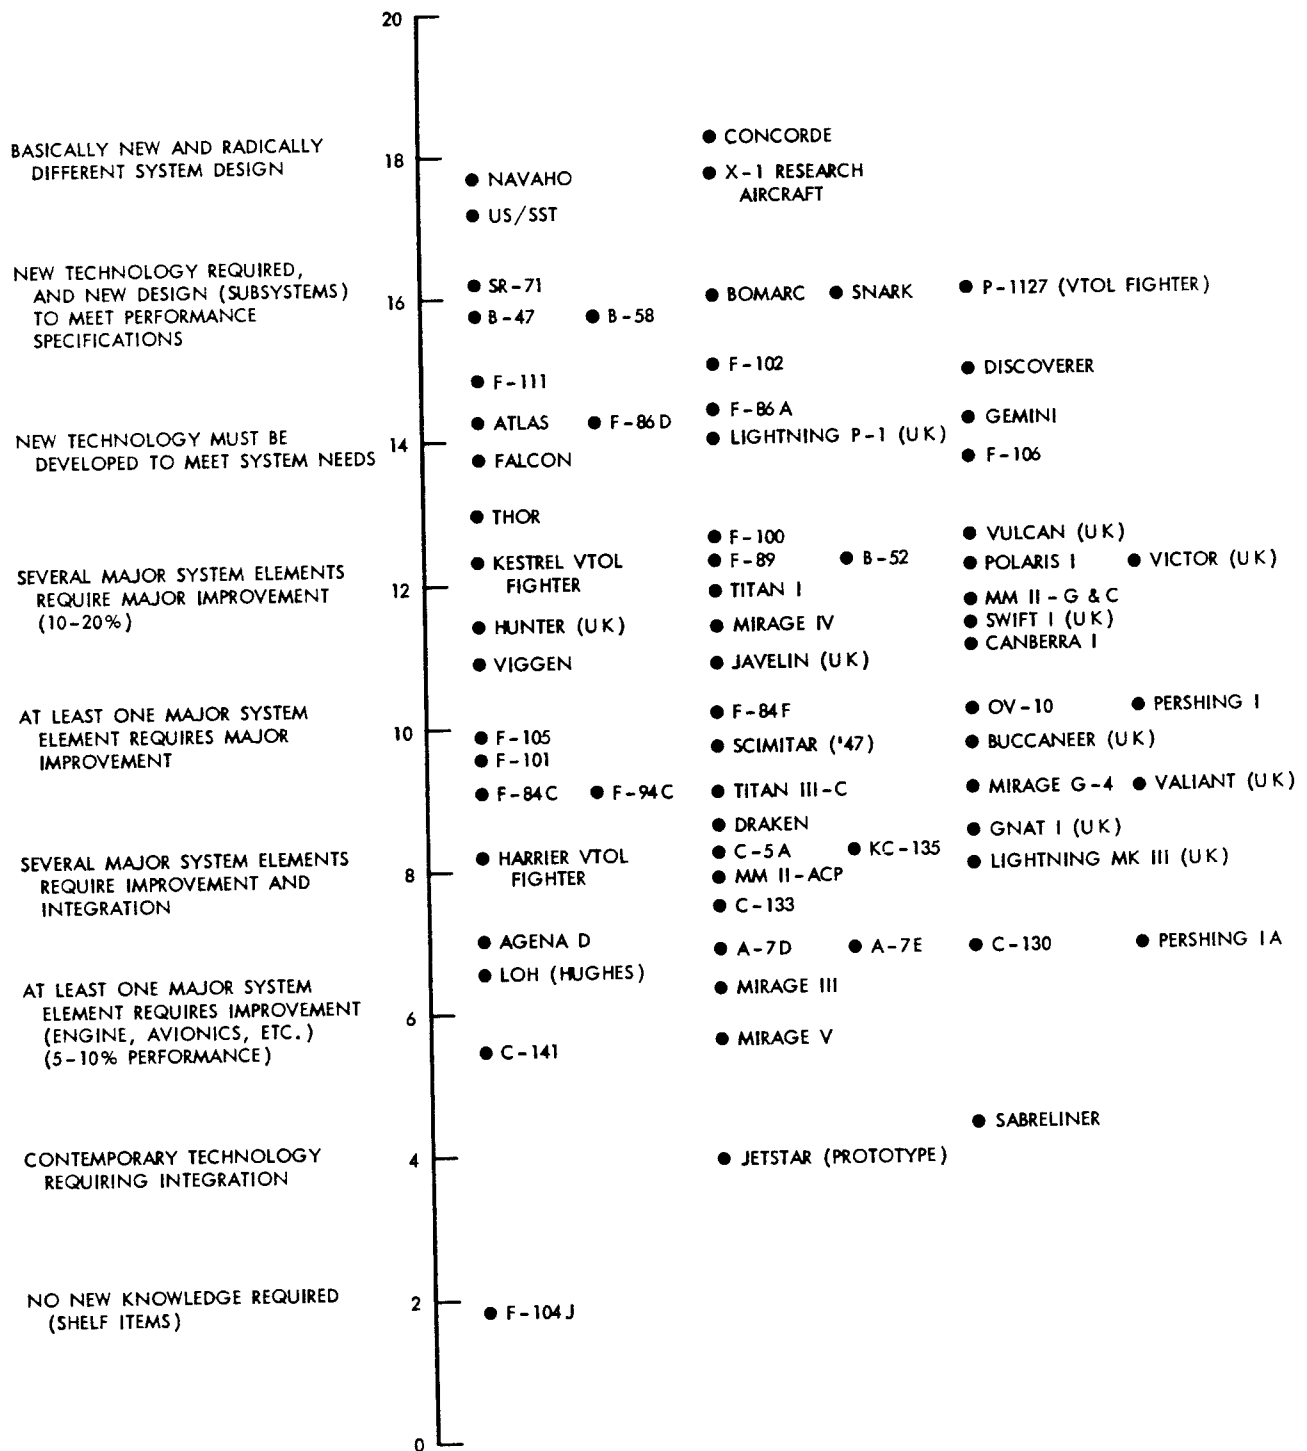 20
CONCORDE
BASICALLY NEW AND RADICALLY
DIFFERENT SYSTEM DESIGN
18
X-1 RESEARCH
AIRCRAFT
NAVAHO
US/SST
NEW TECHNOLOGY REQUIRED,
AND NEW DESIGN (SUBSYSTEMS)
TO MEET PERFORMANCE
SPECIFICATIONS
16
SR-71
BOMARC
SNARK
P-1127 (VTOL FIGHTER)
B-47
B-58
F-102
DISCOVERER
F-111
F-86A
GEMINI
ATLAS
F-86D
LIGHTNING P-1 (UK)
NEW TECHNOLOGY MUST BE
DEVELOPED TO MEET SYSTEM NEEDS
14
FALCON
F-106
THOR
F-100
VULCAN (UK)
F-89
B-52
POLARIS I
VICTOR (UK)
KESTREL VTOL
FIGHTER
SEVERAL MAJOR SYSTEM ELEMENTS
REQUIRE MAJOR IMPROVEMENT
(10-20%)
12
TITAN I
MM II-G & C
HUNTER (UK)
MIRAGE IV
SWIFT I (UK)
CANBERRA I
VIGGEN
JAVELIN (UK)
AT LEAST ONE MAJOR SYSTEM
ELEMENT REQUIRES MAJOR
IMPROVEMENT
10
F-84F
OV-10
PERSHING I
F-105
SCIMITAR ('47)
BUCCANEER (UK)
F-101
F-84C
F-94C
TITAN III-C
MIRAGE G-4
VALIANT (UK)
DRAKEN
GNAT I (UK)
SEVERAL MAJOR SYSTEM ELEMENTS
REQUIRE IMPROVEMENT AND
INTEGRATION
8
HARRIER VTOL
FIGHTER
C-5A
KC-135
LIGHTNING MK III (UK)
MM II-ACP
C-133
AGENA D
A-7D
A-7E
C-130
PERSHING IA
LOH (HUGHES)
MIRAGE III
AT LEAST ONE MAJOR SYSTEM
ELEMENT REQUIRES IMPROVEMENT
(ENGINE, AVIONICS, ETC.)
(5-10% PERFORMANCE)
6
MIRAGE V
C-141
SABRELINER
CONTEMPORARY TECHNOLOGY
REQUIRING INTEGRATION
4
JETSTAR (PROTOTYPE)
NO NEW KNOWLEDGE REQUIRED
(SHELF ITEMS)
2
F-104J
0